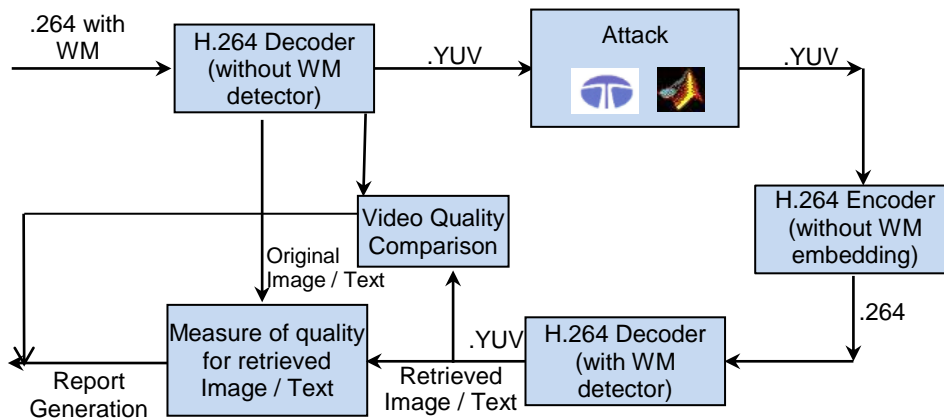 .264 with
WM
H.264 Decoder
(without WM
detector)
.YUV
Attack
.YUV
H.264 Encoder
(without WM
embedding)
.264
Video Quality
Comparison
Original
Image / Text
Measure of quality
for retrieved
Image / Text
.YUV
Retrieved
Image / Text
H.264 Decoder
(with WM
detector)
Report
Generation